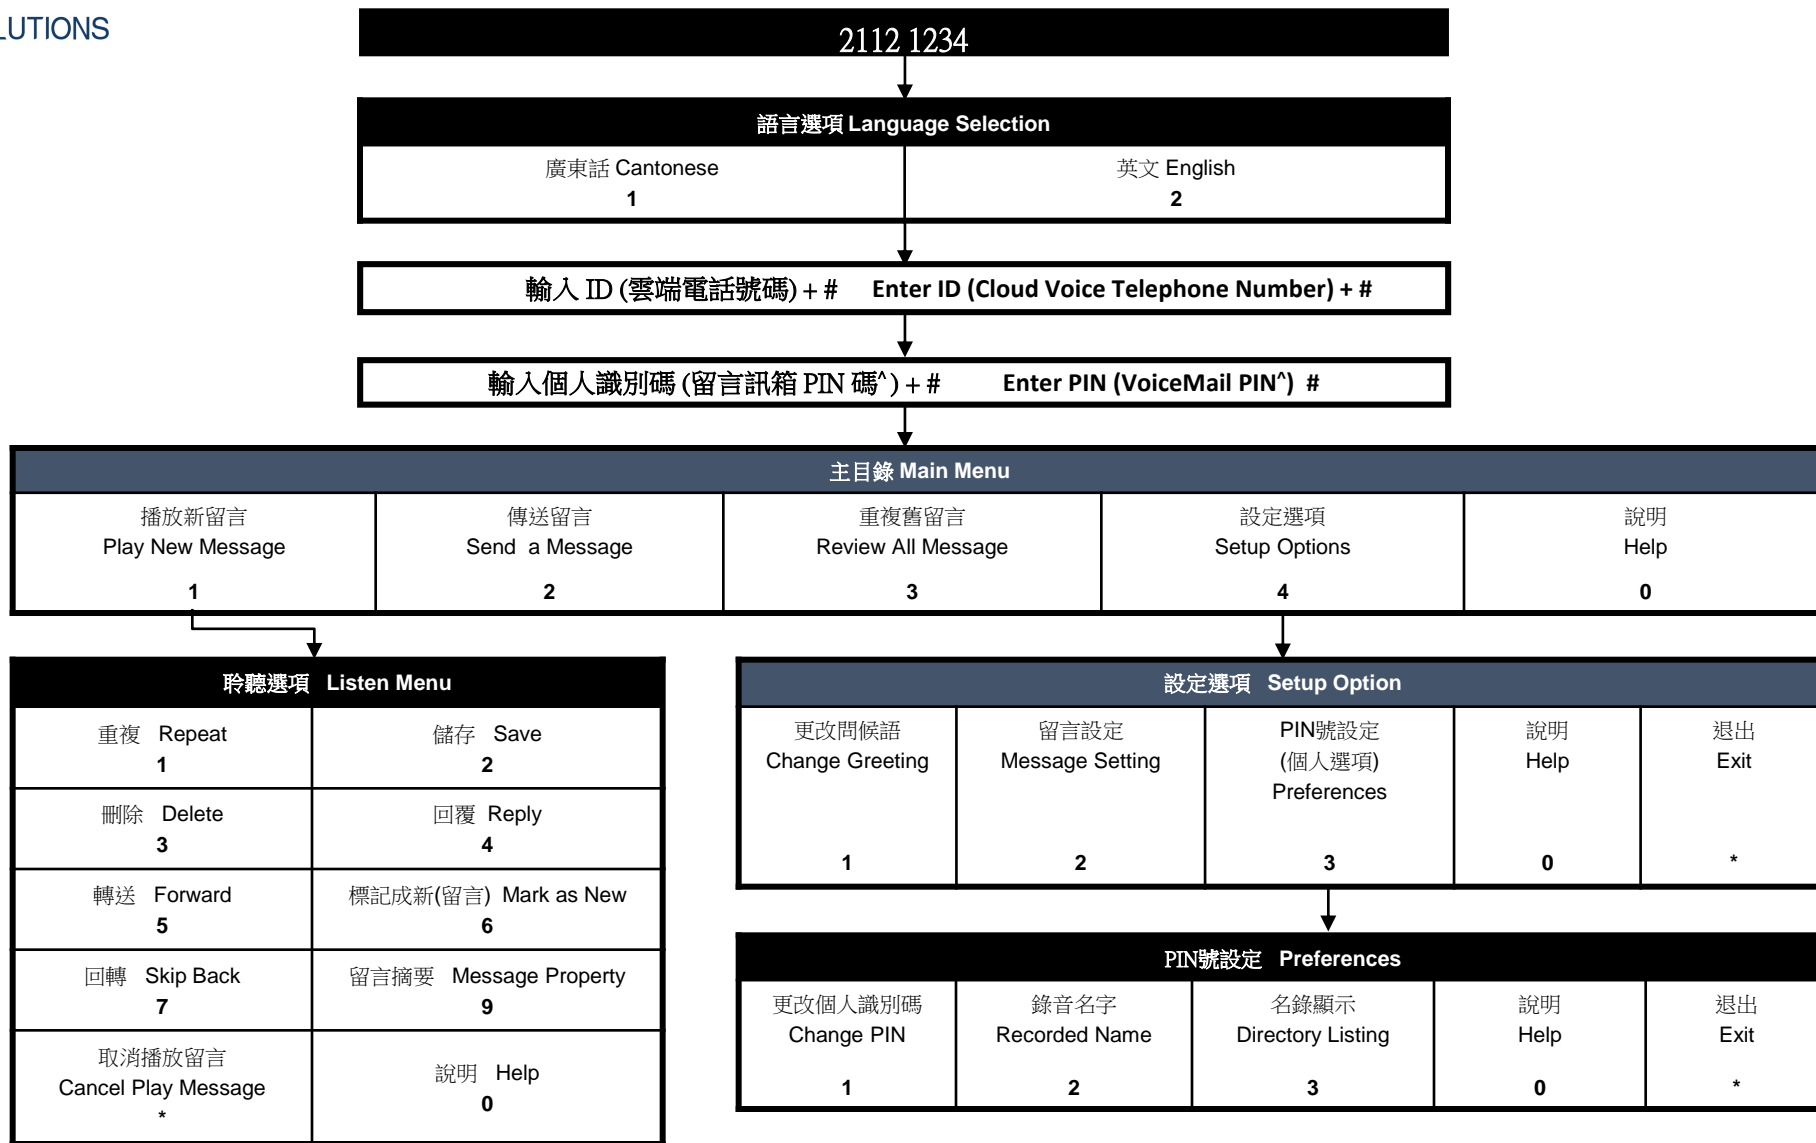 LUTIONS
2112 1234
語言選項 Language Selection
廣東話 Cantonese
1
英文 English
2
輸入 ID (雲端電話號碼) + # Enter ID (Cloud Voice Telephone Number) + #
輸入個人識別碼 (留言訊箱 PIN 碼^) + # Enter PIN (VoiceMail PIN^) #
主目錄 Main Menu
播放新留言
Play New Message
1
傳送留言
Send a Message
2
重複舊留言
Review All Message
3
設定選項
Setup Options
4
說明
Help
0
聆聽選項 Listen Menu
重複 Repeat
1
儲存 Save
2
刪除 Delete
3
回覆 Reply
4
轉送 Forward
5
標記成新(留言) Mark as New
6
回轉 Skip Back
7
留言摘要 Message Property
9
取消播放留言
Cancel Play Message
*
說明 Help
0
設定選項 Setup Option
更改問候語
Change Greeting
1
留言設定
Message Setting
2
PIN號設定
(個人選項)
Preferences
3
說明
Help
0
退出
Exit
*
PIN號設定 Preferences
更改個人識別碼
Change PIN
1
錄音名字
Recorded Name
2
名錄顯示
Directory Listing
3
說明
Help
0
退出
Exit
*